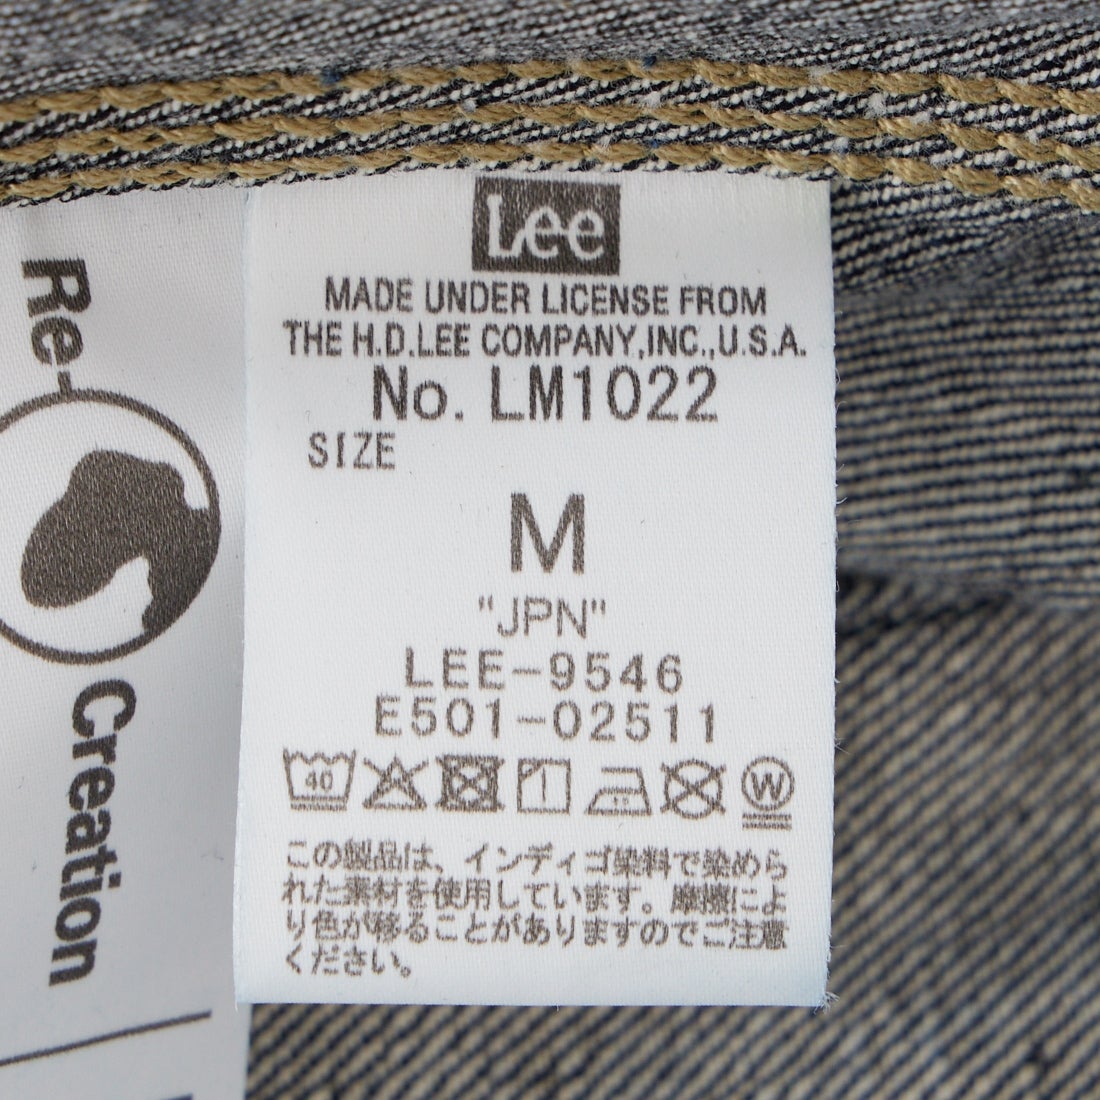 Lee
MADE UNDER LICENSE FROM
THE H.D.LEE COMPANY,INC.,U.S.A.
No. LM1022
SIZE
M
"JPN"
LEE-9546
E501-02511
40
1
W
この製品は、インディゴ染料で染めら
れた素材を使用しています。摩擦によ
り色が移ることがありますのでご注意
ください。
Re-
Creation